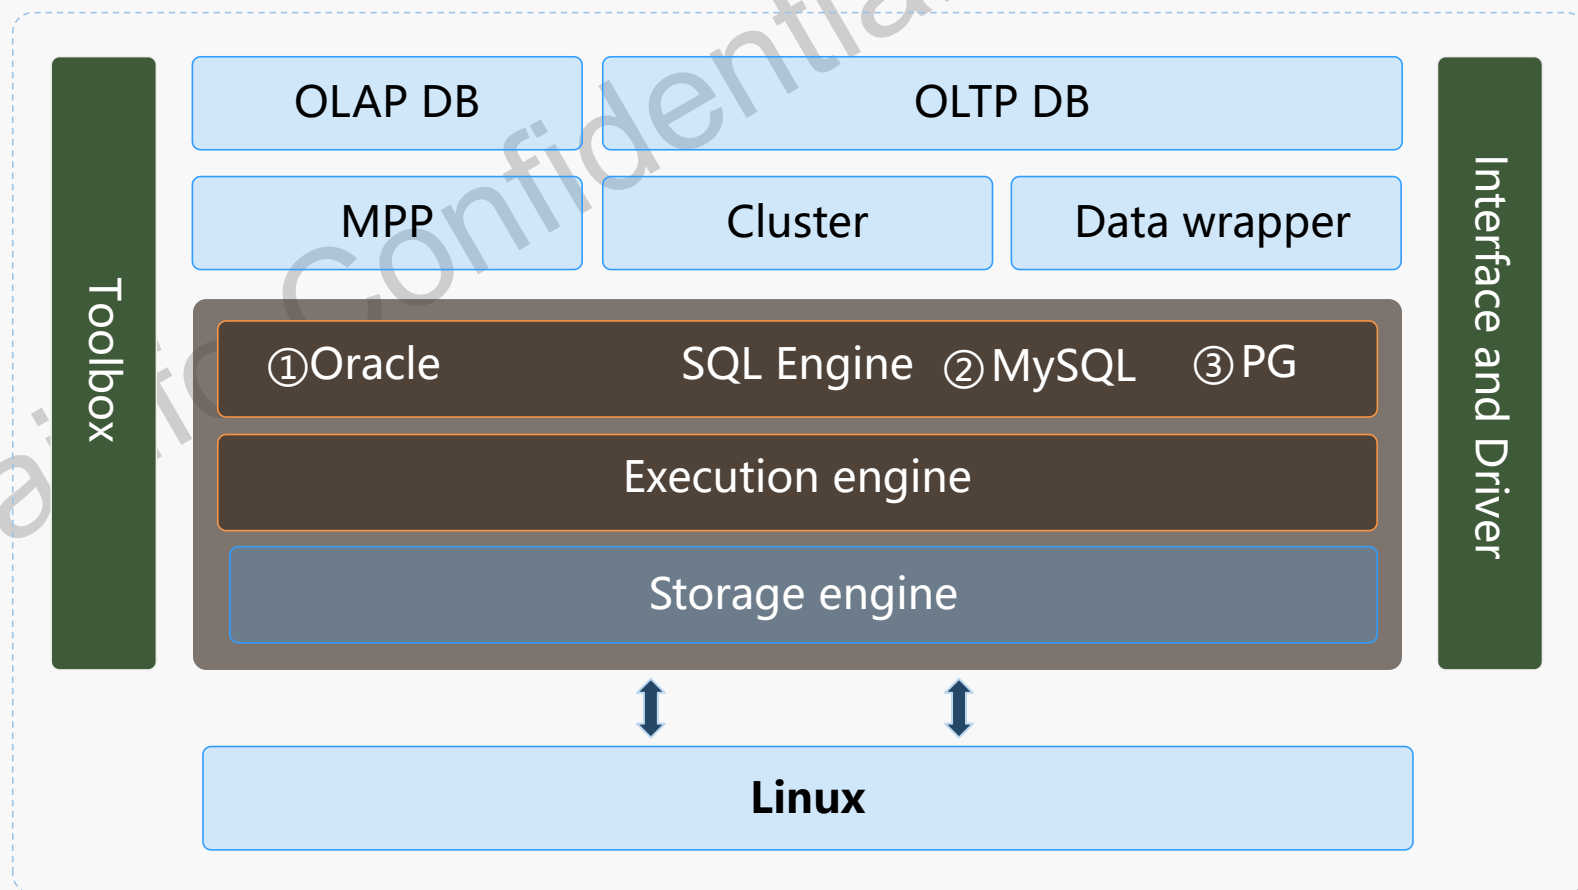 OLAP DB
OLTP DB
MPP
Cluster
Data wrapper
①Oracle
SQL Engine
②MySQL
③PG
Execution engine
Storage engine
Linux
Toolbox
Interface and Driver
Confidential